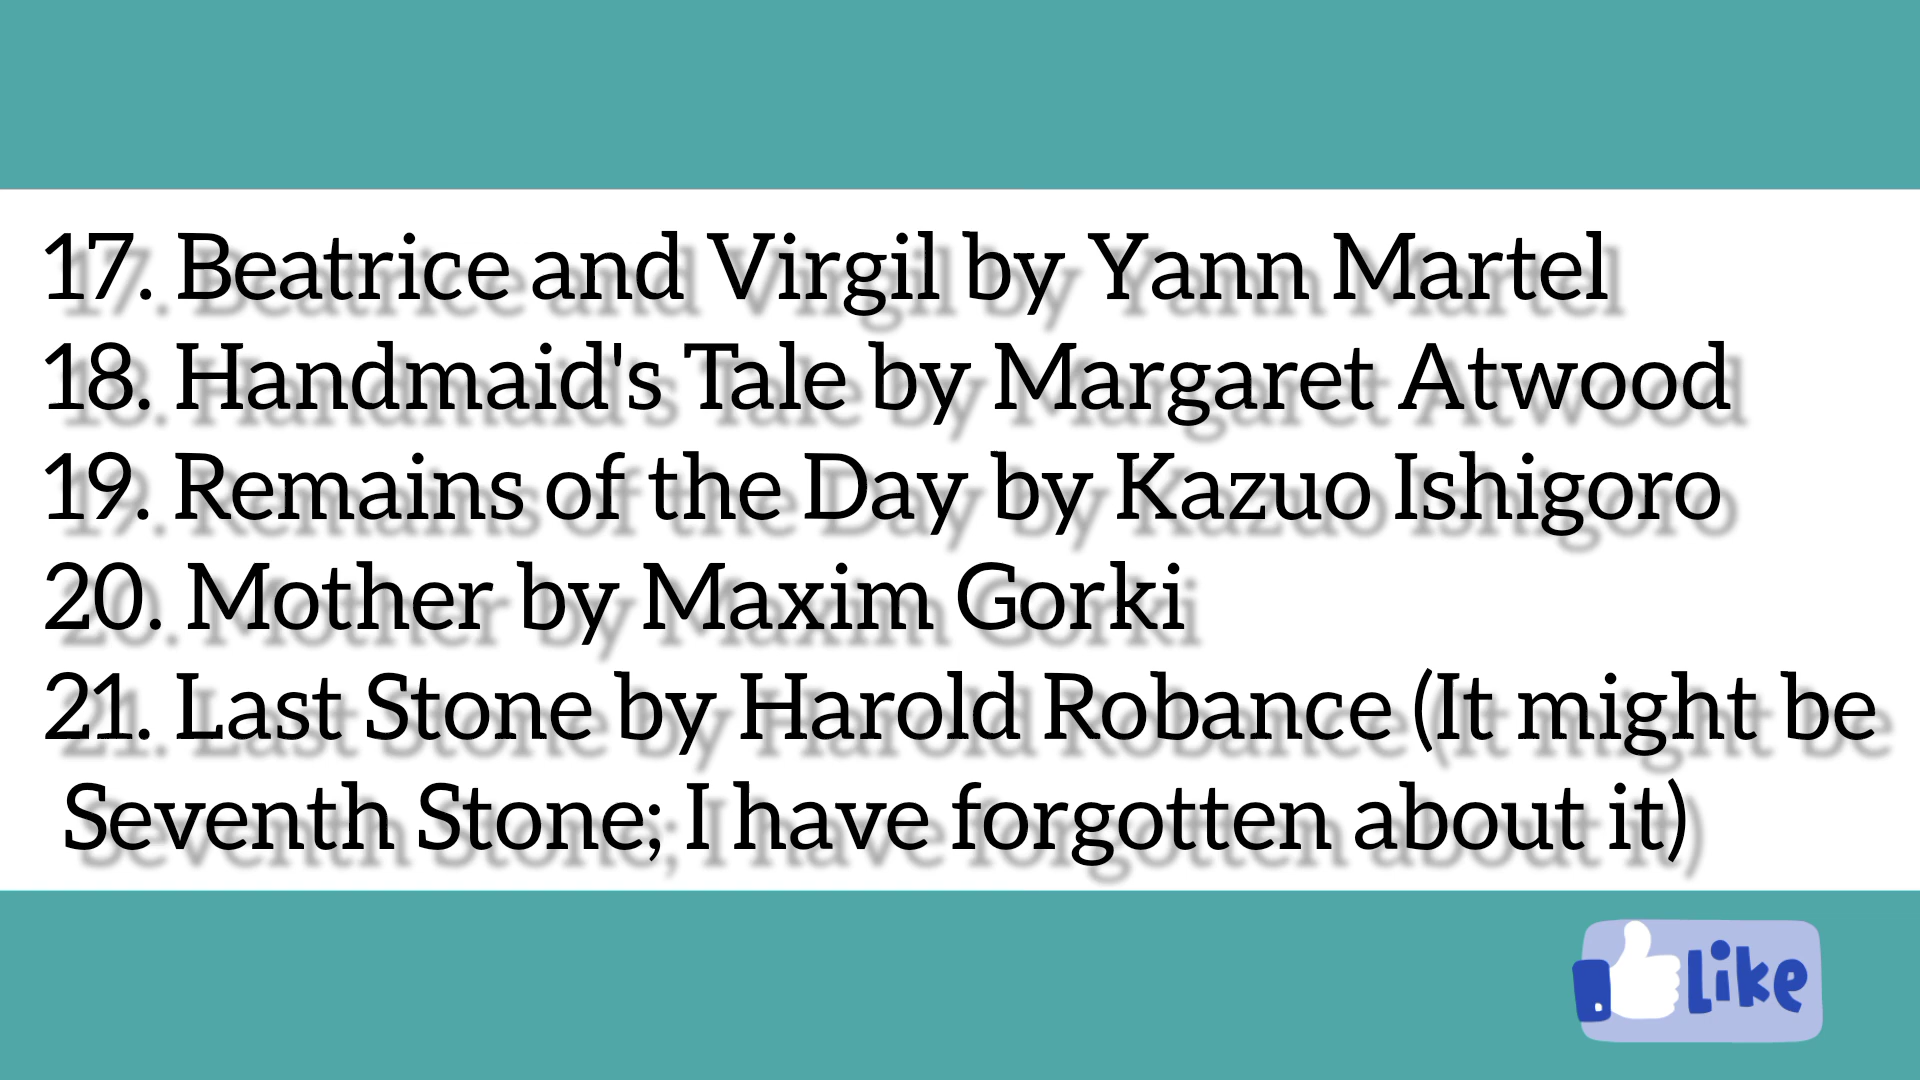 17. Beatrice and Virgil by Yann Martel
18. Handmaid's Tale by Margaret Atwood
19. Remains of the Day by Kazuo Ishigoro
20. Mother by Maxim Gorki
21. Last Stone by Harold Robance (It might be
Seventh Stone; I have forgotten about it)
Like